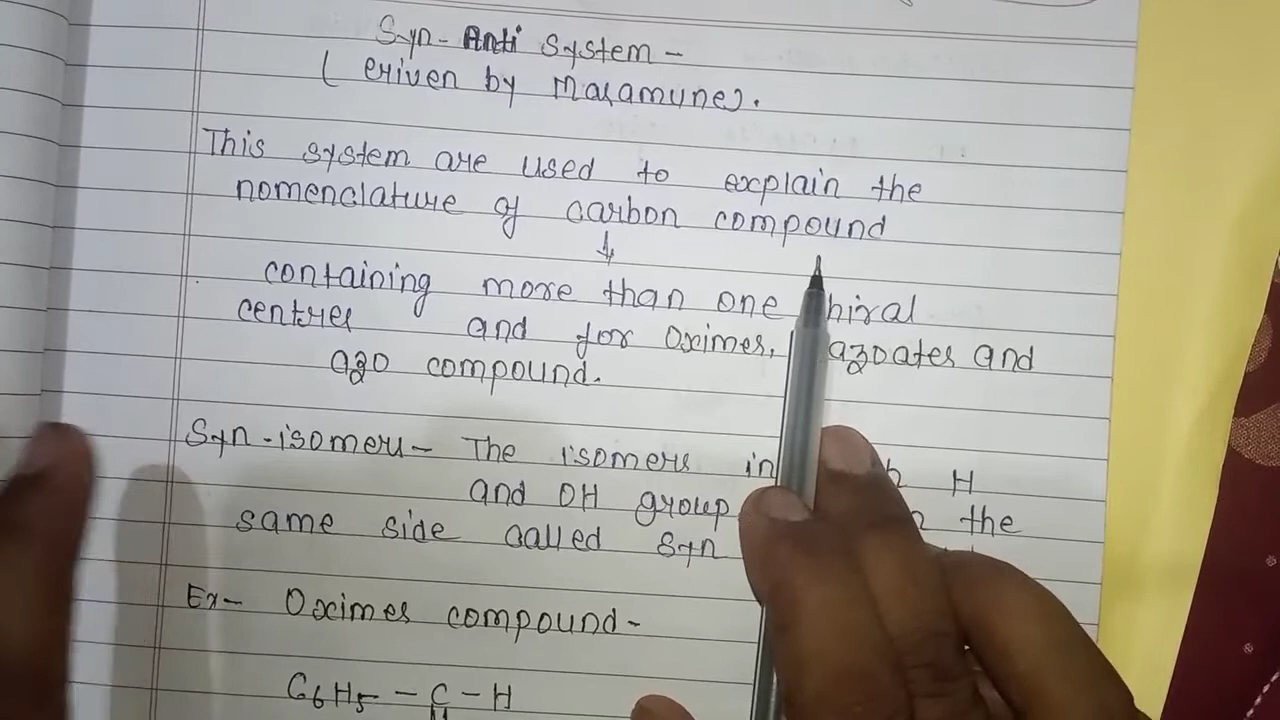 Syn-Anti System -
( Given by Masamune).
This system are used to explain the
nomenclature of carbon compound
containing more than one chiral
centres and for Oximes, azoates and
azo compound.
Syn-isomers - The isomers in H
and OH group the
same side called syn
Ex - Oximes compound -
C6H5 - C - H